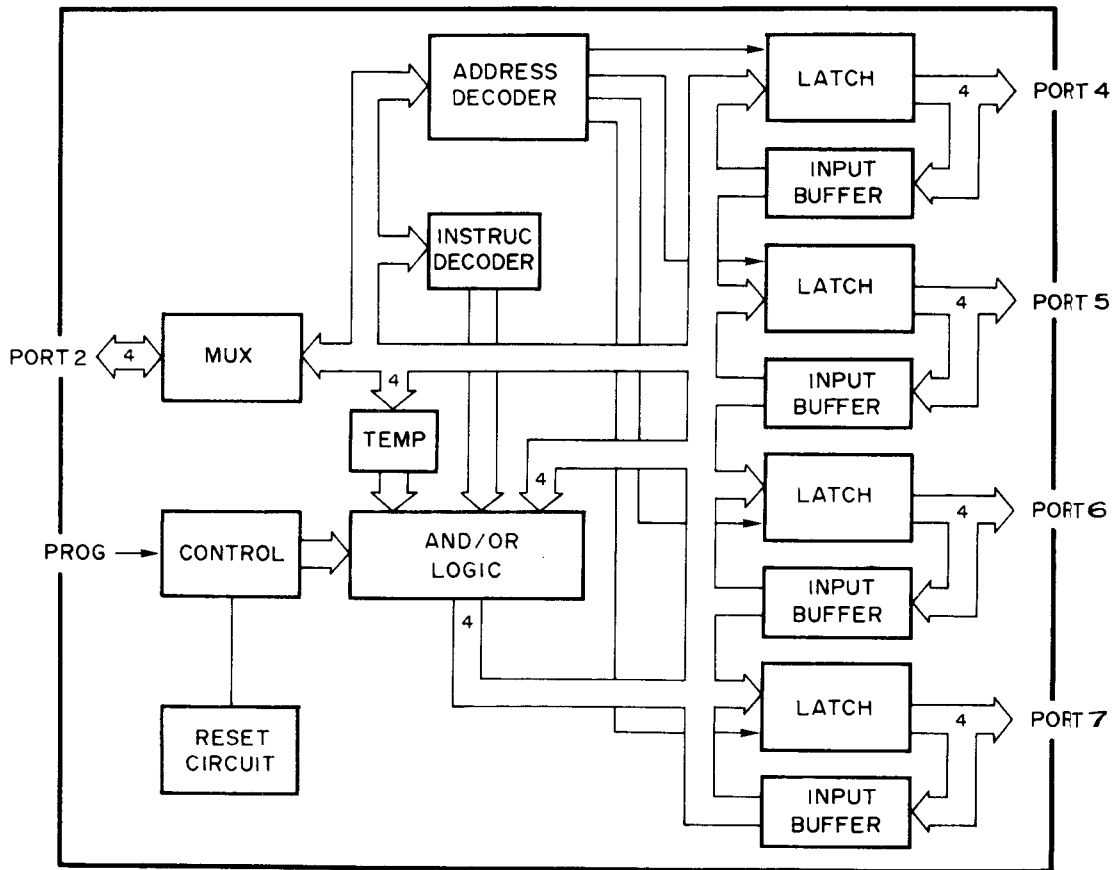 ADDRESS
DECODER
LATCH
4
PORT 4
INPUT
BUFFER
INSTRUC
DECODER
LATCH
4
PORT 5
PORT 2
4
MUX
INPUT
BUFFER
4
TEMP
4
LATCH
4
PORT 6
PROG
CONTROL
AND/OR
LOGIC
INPUT
BUFFER
4
LATCH
4
PORT 7
RESET
CIRCUIT
INPUT
BUFFER